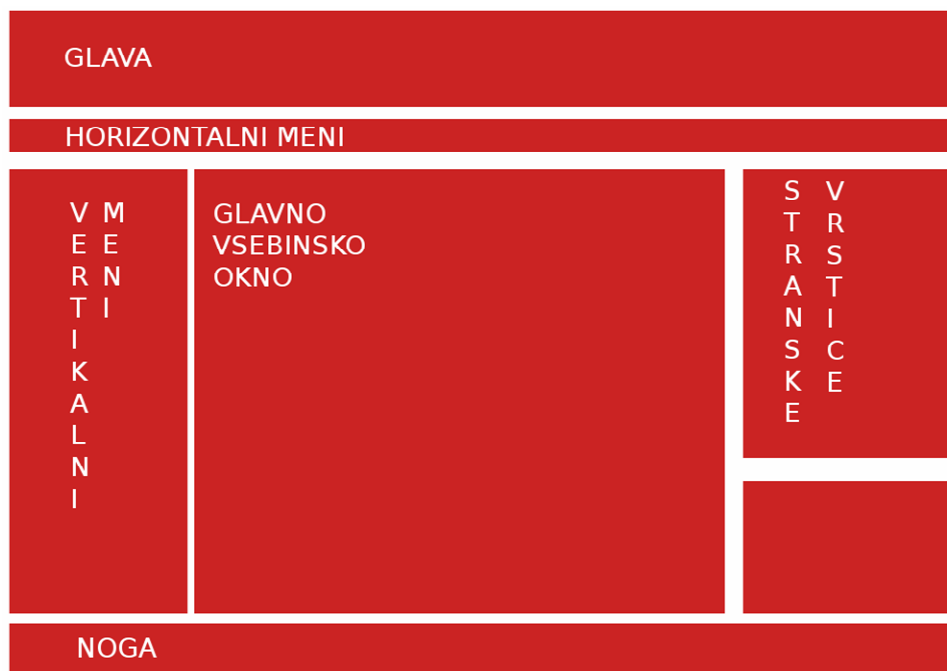 GLAVA
HORIZONTALNI MENI
VERTIKALNI
MENI
GLAVNO
VSEBINSKO
OKNO
STRANSKE
VRSTICE
NOGA